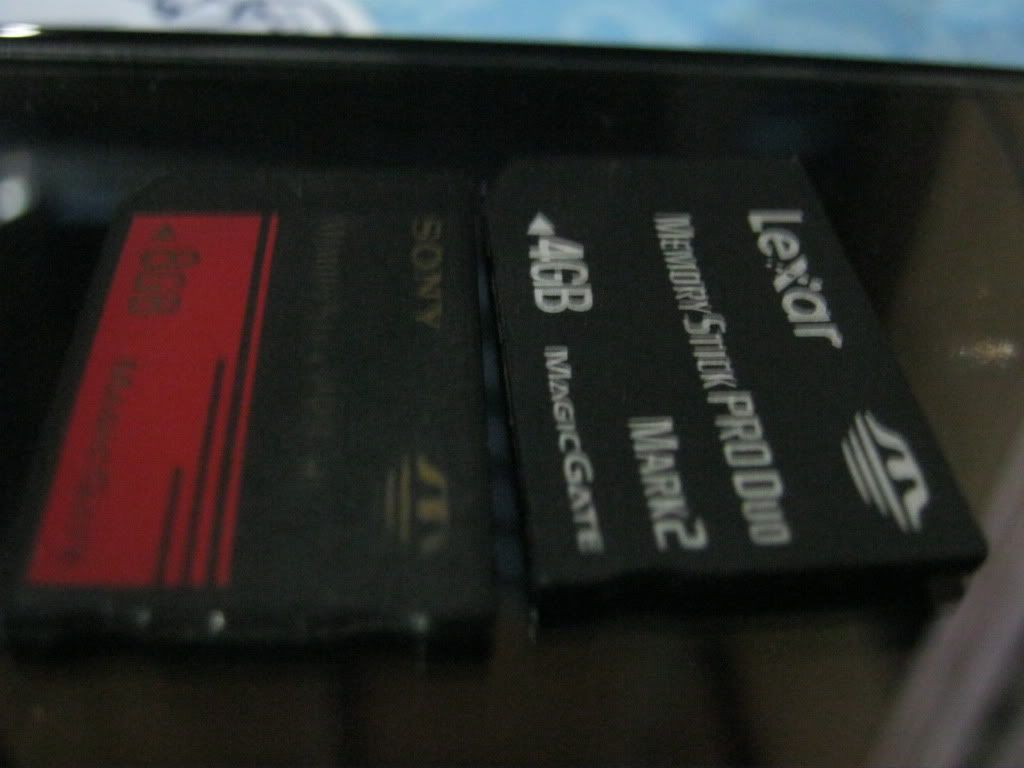 SONY
8GB
Lexar
MEMORY STICK PRO DUO
MARK2
4GB MAGICGATE